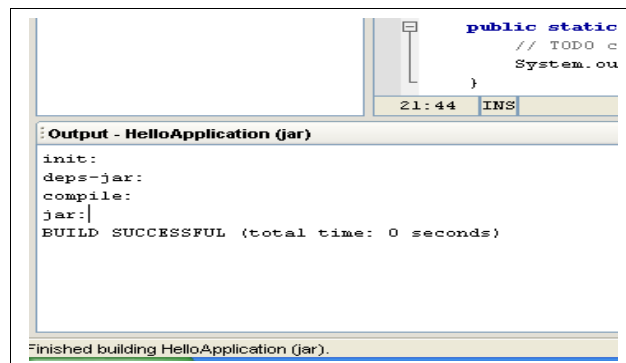 public static
// TODO c
System.ou
}
21:44 INS
Output - HelloApplication (jar)
init:
deps-jar:
compile:
jar:
BUILD SUCCESSFUL (total time: 0 seconds)
Finished building HelloApplication (jar).